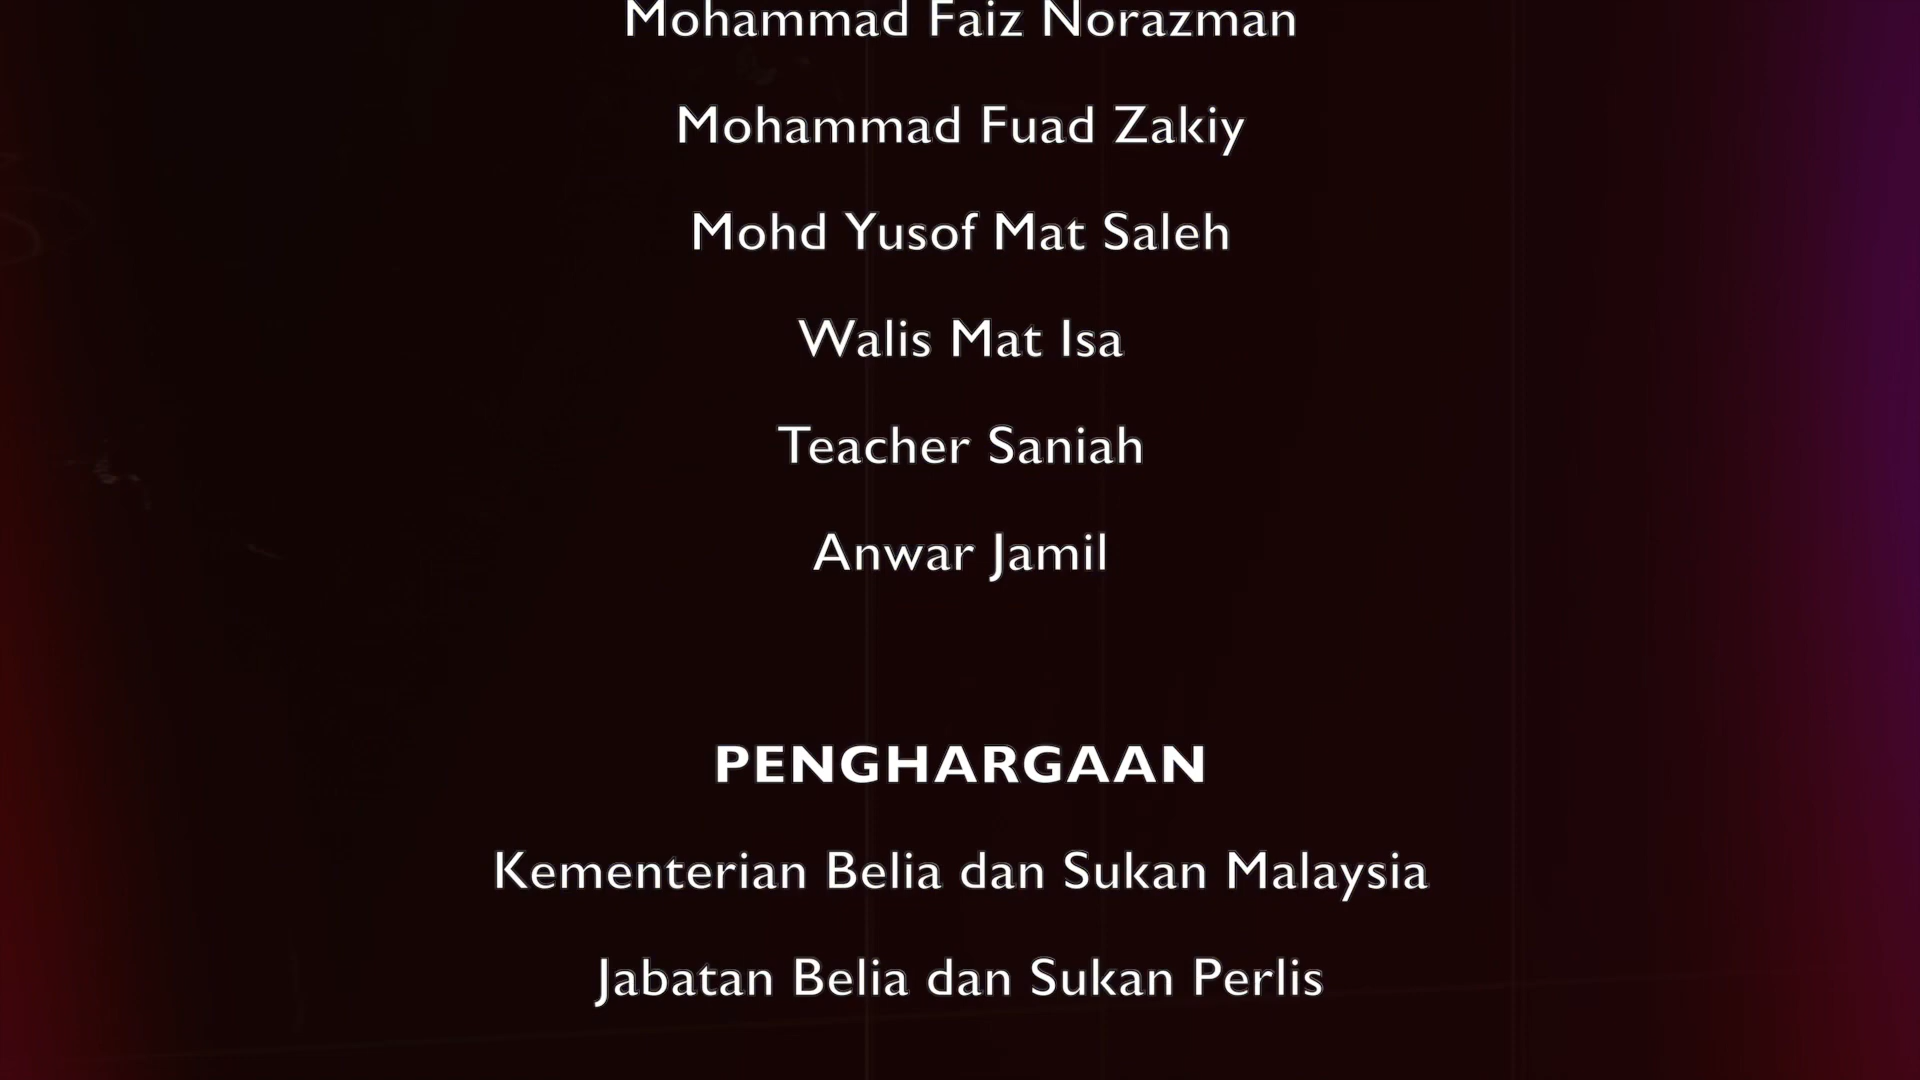 Mohammad Faiz Norazman
Mohammad Fuad Zakiy
Mohd Yusof Mat Saleh
Walis Mat Isa
Teacher Saniah
Anwar Jamil
PENGHARGAAN
Kementerian Belia dan Sukan Malaysia
Jabatan Belia dan Sukan Perlis